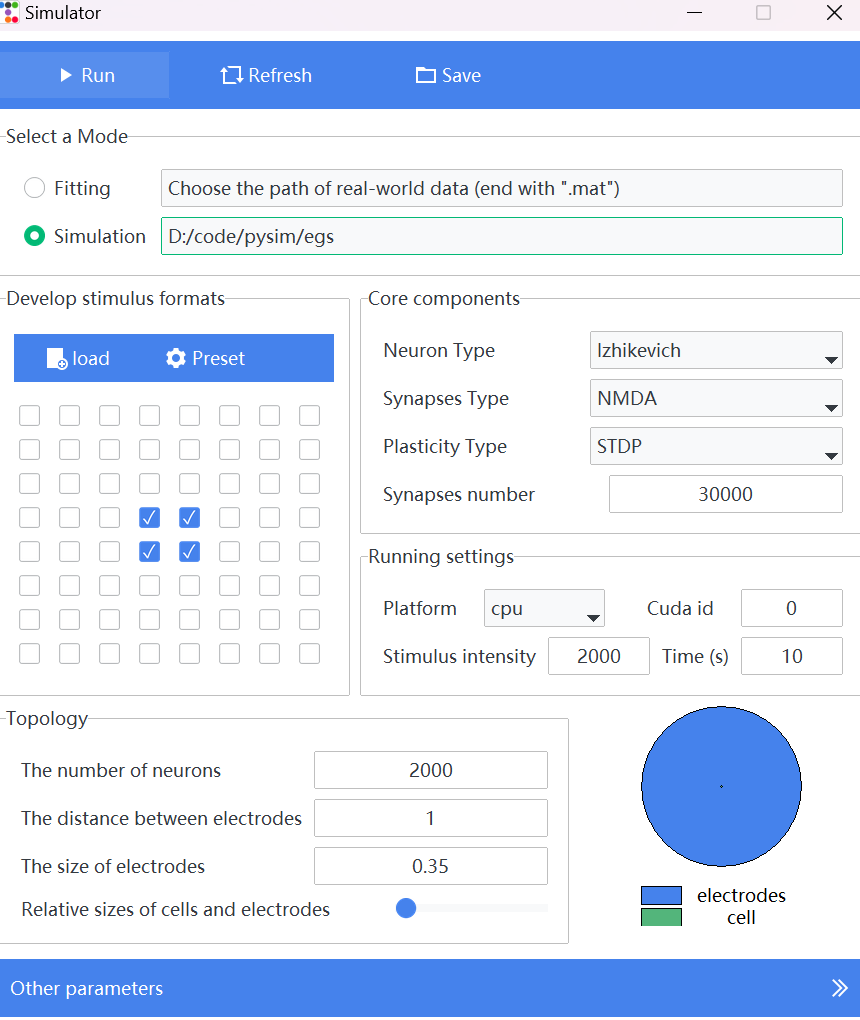 Simulator
Run Refresh Save
Select a Mode
Fitting Choose the path of real-world data (end with ".mat")
Simulation D:/code/pysim/egs
Develop stimulus formats
load Preset
Core components
Neuron Type Izhikevich
Synapses Type NMDA
Plasticity Type STDP
Synapses number 30000
Running settings
Platform cpu Cuda id 0
Stimulus intensity 2000 Time (s) 10
Topology
The number of neurons 2000
The distance between electrodes 1
The size of electrodes 0.35
Relative sizes of cells and electrodes
electrodes
cell
Other parameters